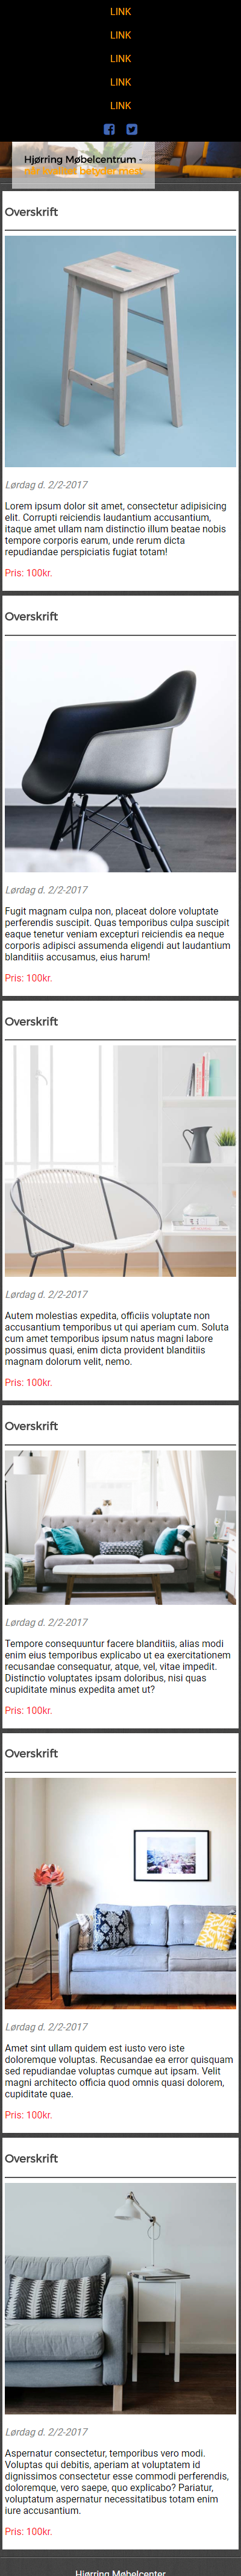 LINK
LINK
LINK
LINK
LINK
Hjørring Møbelcentrum -
når kvalitet betyder mest
Overskrift
Lørdag d. 2/2-2017
Lorem ipsum dolor sit amet, consectetur adipisicing
elit. Corrupti reiciendis laudantium accusantium,
itaque amet ullam nam distinctio illum beatae nobis
tempore corporis earum, unde rerum dicta
repudiandae perspiciatis fugiat totam!
Pris: 100kr.
Overskrift
Lørdag d. 2/2-2017
Fugit magnam culpa non, placeat dolore voluptate
perferendis suscipit. Quas temporibus culpa suscipit
eaque tenetur veniam excepturi reiciendis ea neque
corporis adipisci assumenda eligendi aut laudantium
blanditiis accusamus, eius harum!
Pris: 100kr.
Overskrift
Lørdag d. 2/2-2017
Autem molestias expedita, officiis voluptate non
accusantium temporibus ut qui aperiam cum. Soluta
cum amet temporibus ipsum natus magni labore
possimus quasi, enim dicta provident blanditiis
magnam dolorum velit, nemo.
Pris: 100kr.
Overskrift
Lørdag d. 2/2-2017
Tempore consequuntur facere blanditiis, alias modi
enim eius temporibus explicabo ut ea exercitationem
recusandae consequatur, atque, vel, vitae impedit.
Distinctio voluptates ipsam doloribus, nisi quas
cupiditate minus expedita amet ut?
Pris: 100kr.
Overskrift
Lørdag d. 2/2-2017
Amet sint ullam quidem est iusto vero iste
doloremque voluptas. Recusandae ea error quisquam
sed repudiandae voluptas cumque aut ipsam. Velit
magni architecto officia quod omnis quasi dolorem,
cupiditate quae.
Pris: 100kr.
Overskrift
Lørdag d. 2/2-2017
Aspernatur consectetur, temporibus vero modi.
Voluptas qui debitis, aperiam at voluptatem id
dignissimos consectetur esse commodi perferendis,
doloremque, vero saepe, quo explicabo? Pariatur,
voluptatum aspernatur necessitatibus totam enim
iure accusantium.
Pris: 100kr.
Hjørring Møbelcenter